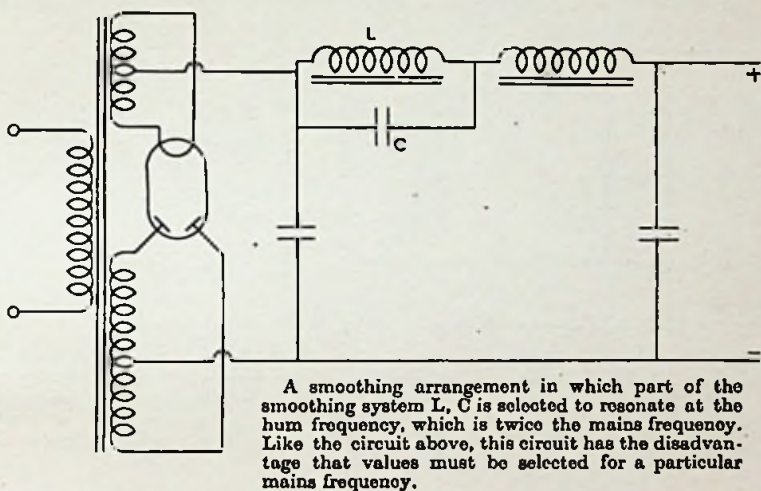 L
C
+
−
A smoothing arrangement in which part of the
smoothing system L, C is selected to resonate at the
hum frequency, which is twice the mains frequency.
Like the circuit above, this circuit has the disadvan-
tage that values must be selected for a particular
mains frequency.